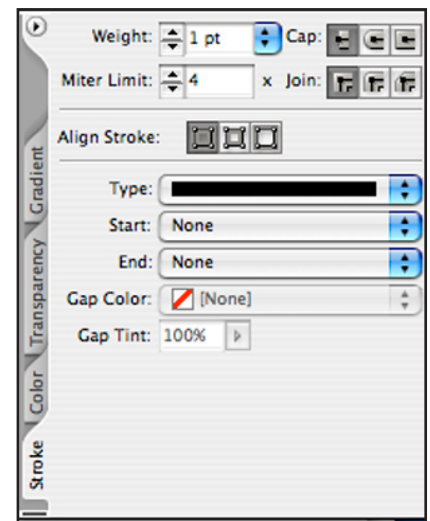 Weight: 1 pt Cap:
Miter Limit: 4 x Join:
Align Stroke:
Type:
Start: None
End: None
Gap Color: [None]
Gap Tint: 100%
Gradient
Transparency
Color
Stroke